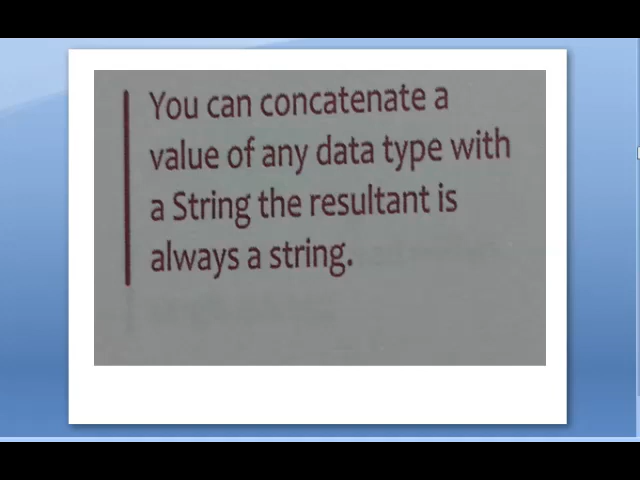 You can concatenate a
value of any data type with
a String the resultant is
always a string.